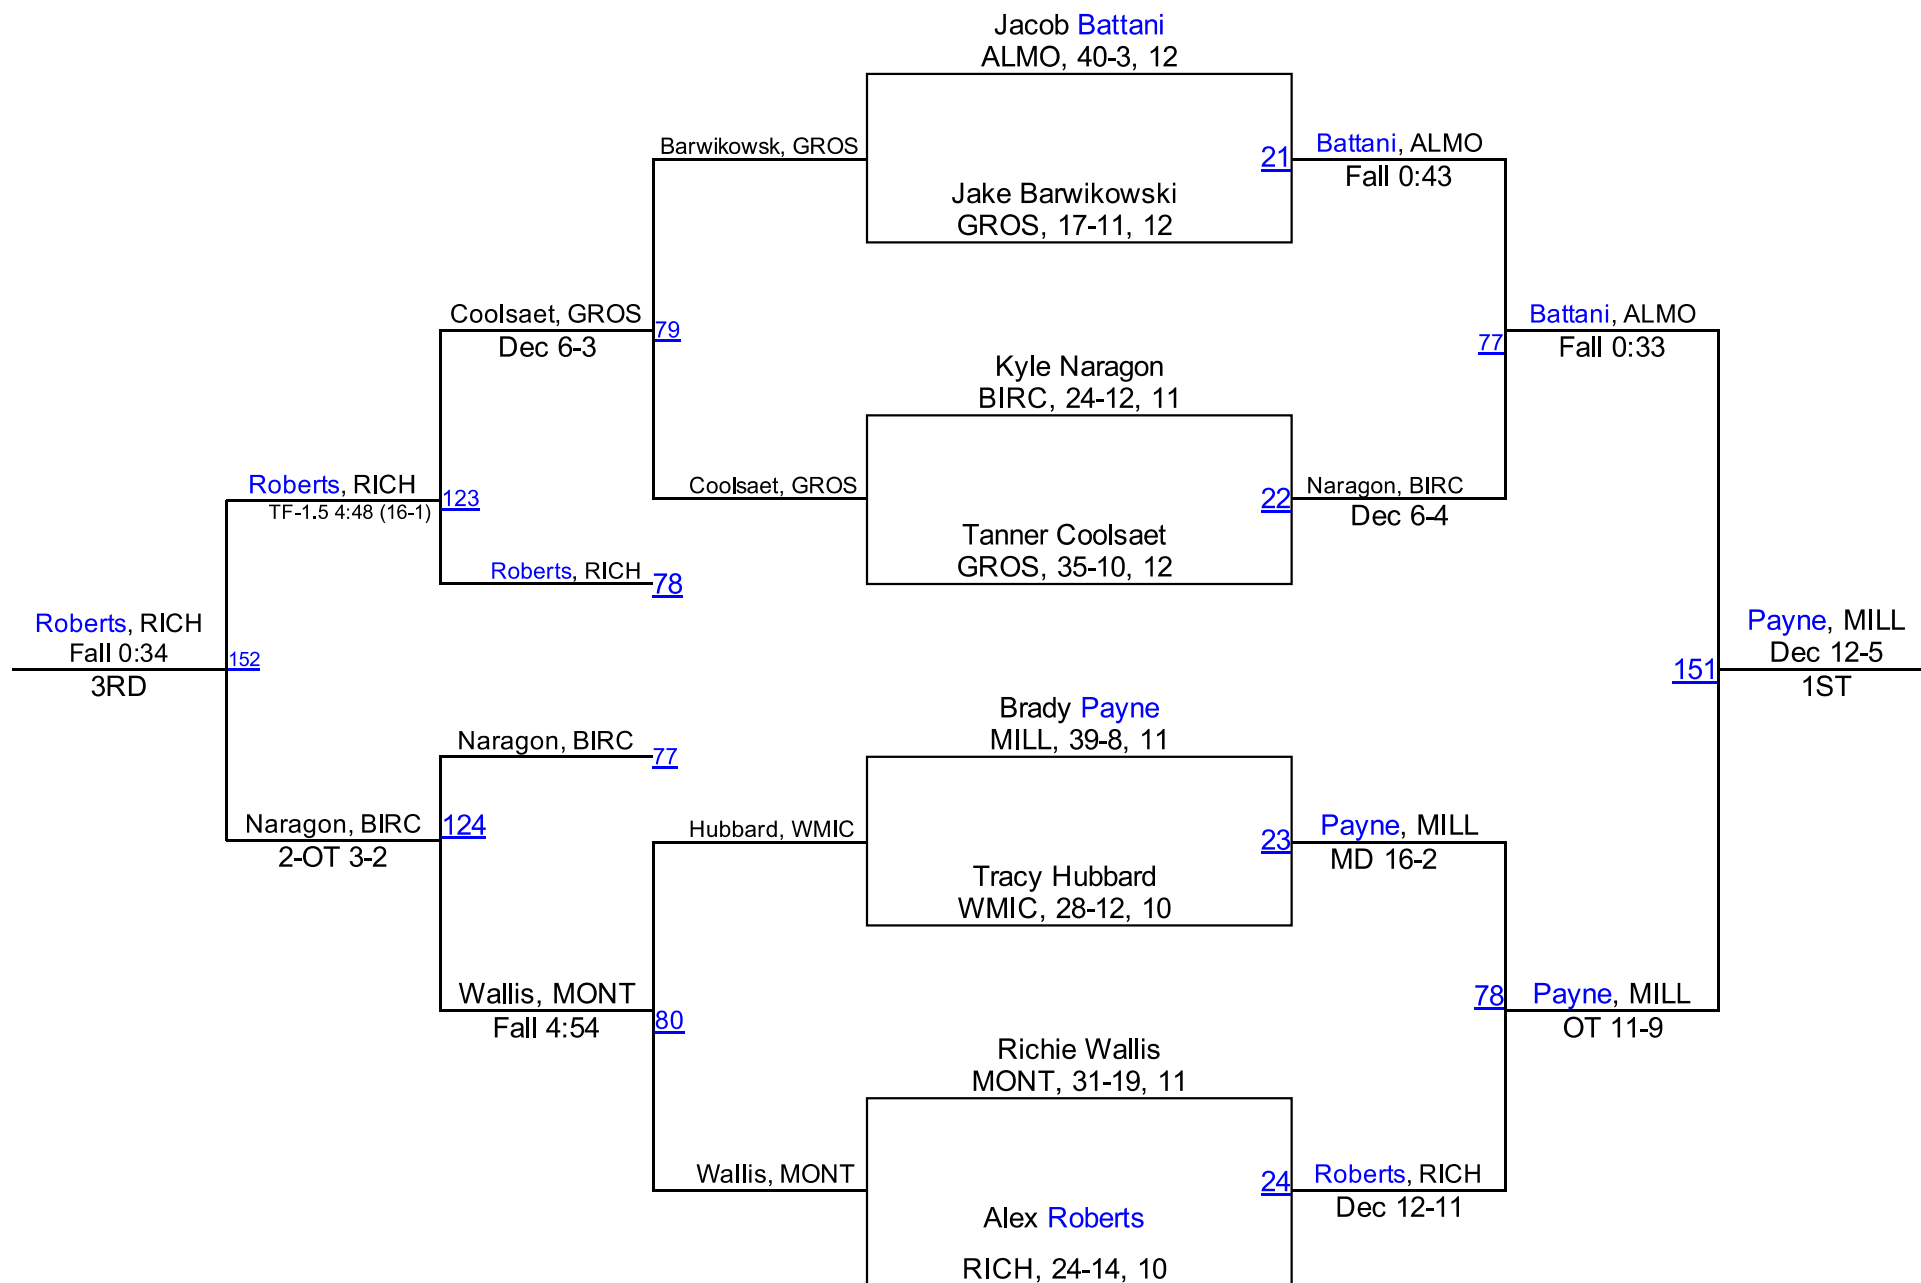 Jacob Battani
ALMO, 40-3, 12
Barwikowsk, GROS
21
Battani, ALMO
Fall 0:43
Jake Barwikowski
GROS, 17-11, 12
Coolsaet, GROS
Dec 6-3
79
77
Battani, ALMO
Fall 0:33
Kyle Naragon
BIRC, 24-12, 11
Roberts, RICH
TF-1.5 4:48 (16-1)
123
Coolsaet, GROS
22
Naragon, BIRC
Dec 6-4
Tanner Coolsaet
GROS, 35-10, 12
Roberts, RICH
78
Roberts, RICH
Fall 0:34
3RD
152
151
Payne, MILL
Dec 12-5
1ST
Brady Payne
MILL, 39-8, 11
Naragon, BIRC
77
Naragon, BIRC
2-OT 3-2
124
Hubbard, WMIC
23
Payne, MILL
MD 16-2
Tracy Hubbard
WMIC, 28-12, 10
Wallis, MONT
Fall 4:54
80
78
Payne, MILL
OT 11-9
Richie Wallis
MONT, 31-19, 11
Wallis, MONT
24
Roberts, RICH
Dec 12-11
Alex Roberts
RICH, 24-14, 10